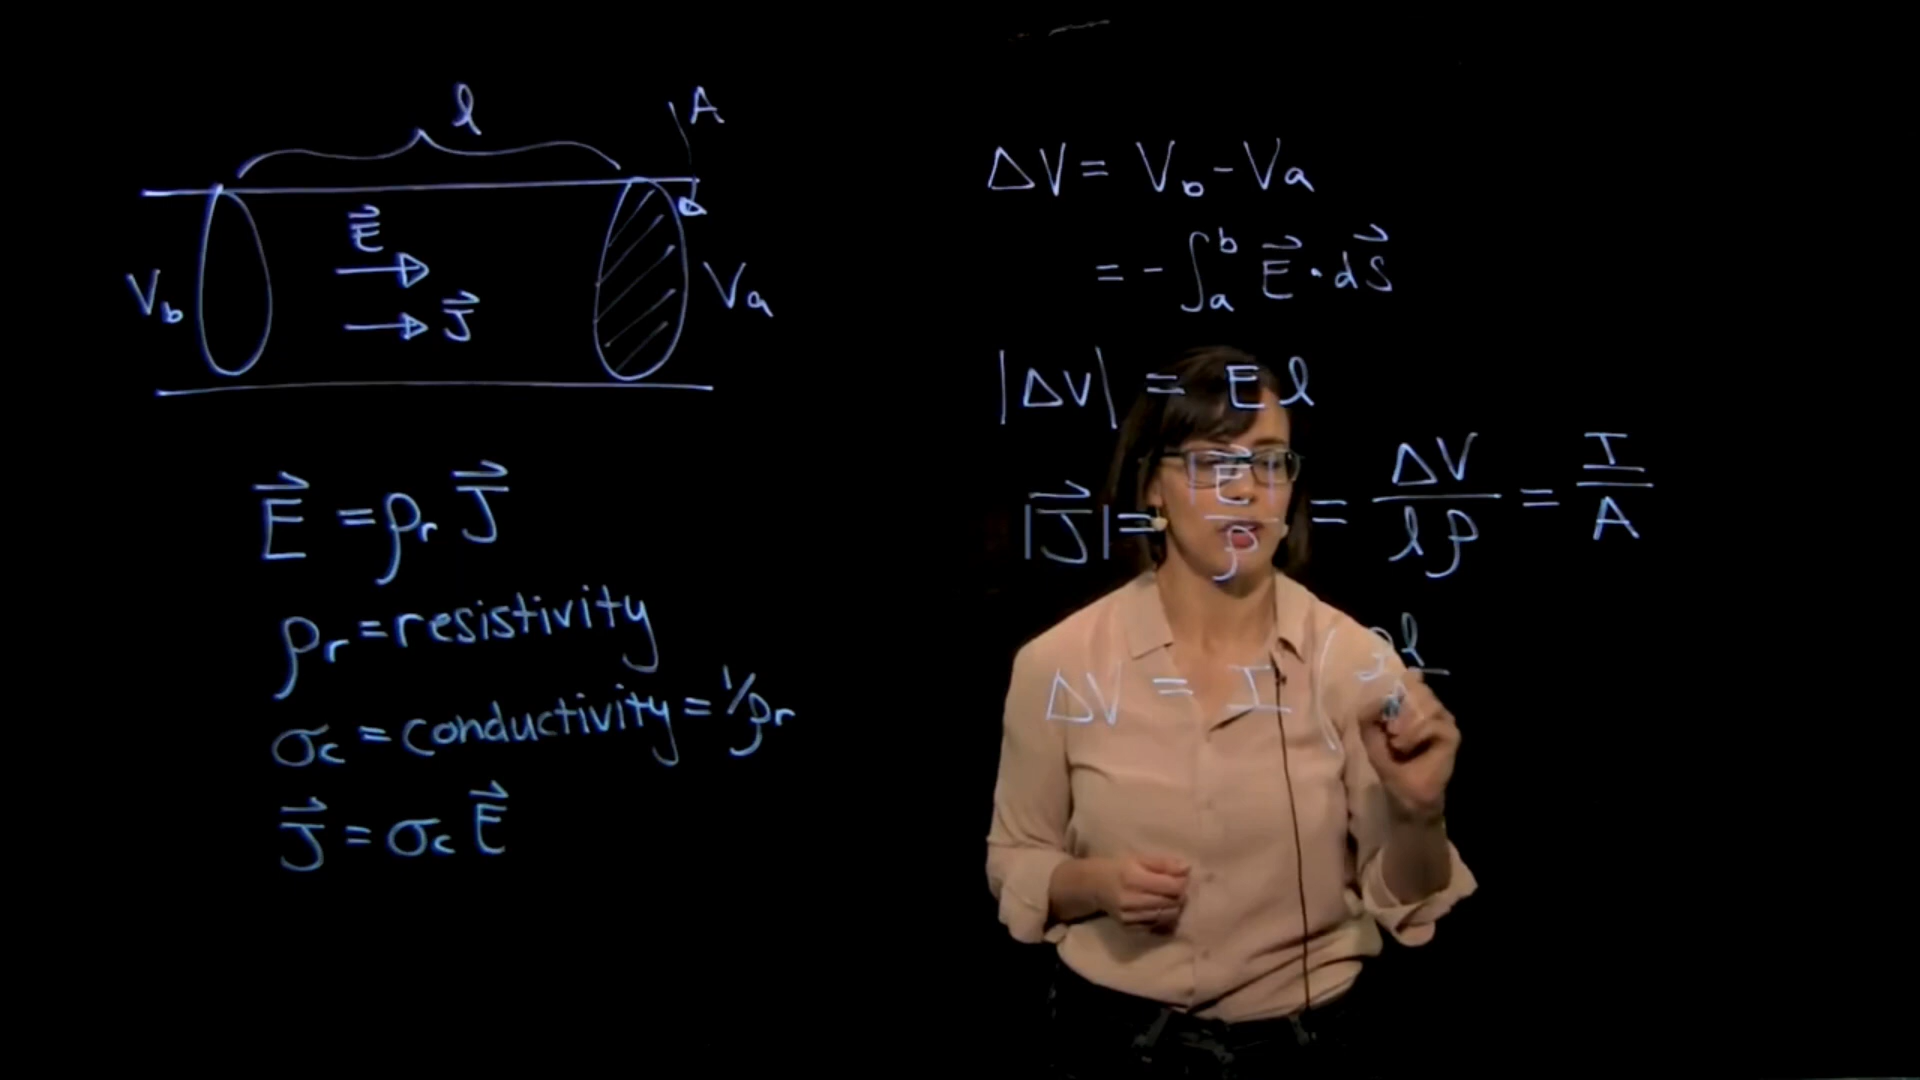 l
A
E⃗
J⃗
V_b
V_a
E⃗ = ρ_r J⃗
ρ_r = resistivity
σ_c = conductivity = 1/ρ_r
J⃗ = σ_c E⃗
ΔV = V_b - V_a
= - ∫_a^b E⃗ · dS⃗
|ΔV| = E l
|J⃗| = |E⃗|/ρ = ΔV/(lρ) = I/A
ΔV = I (ρl/